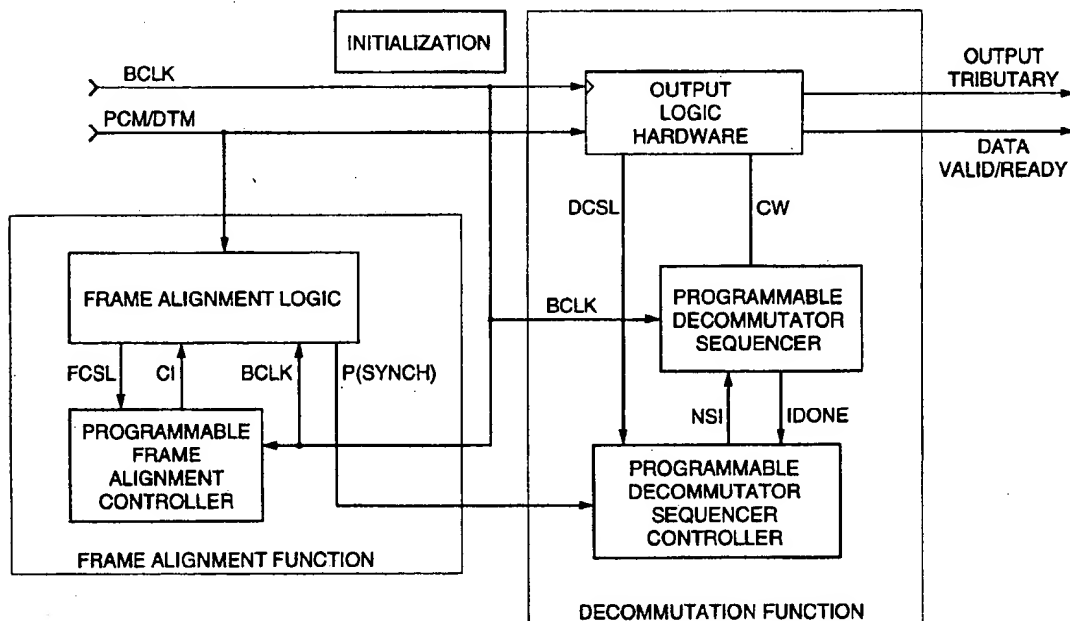 INITIALIZATION
BCLK
PCM/DTM
OUTPUT
LOGIC
HARDWARE
OUTPUT
TRIBUTARY
DATA
VALID/READY
DCSL
CW
FRAME ALIGNMENT LOGIC
BCLK
PROGRAMMABLE
DECOMMUTATOR
SEQUENCER
FCSL
CI
BCLK
P(SYNCH)
NSI
IDONE
PROGRAMMABLE
FRAME
ALIGNMENT
CONTROLLER
PROGRAMMABLE
DECOMMUTATOR
SEQUENCER
CONTROLLER
FRAME ALIGNMENT FUNCTION
DECOMMUTATION FUNCTION